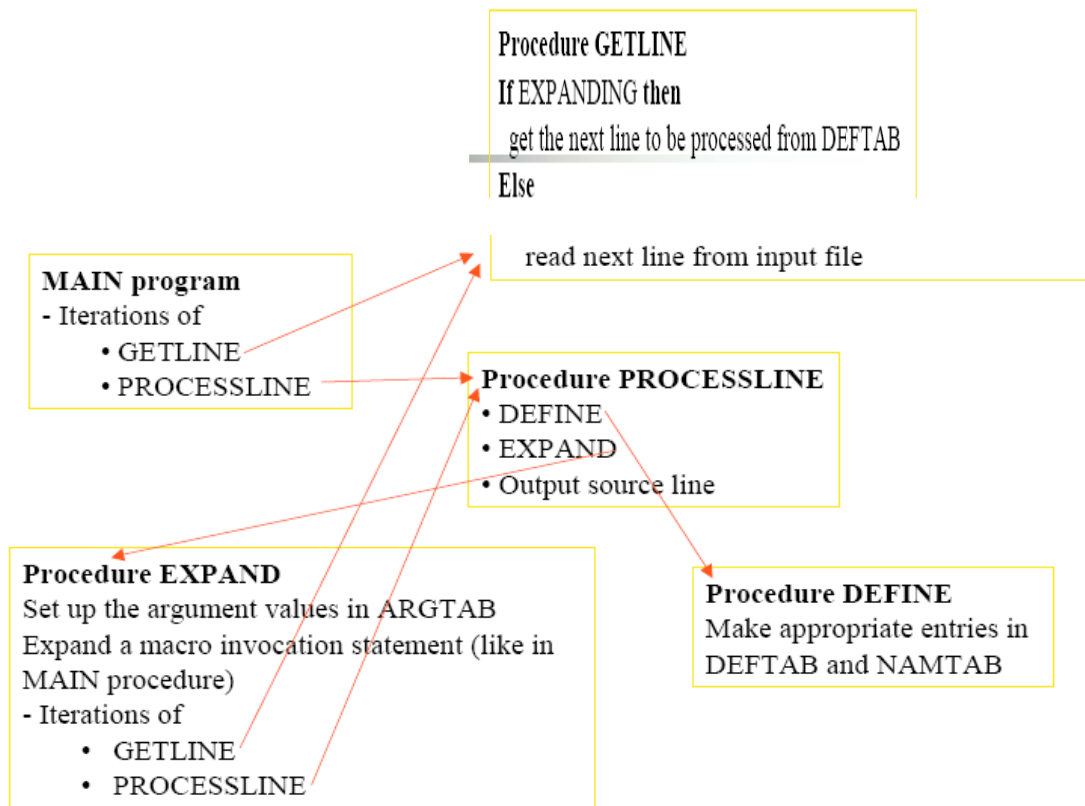 Procedure GETLINE
If EXPANDING then
get the next line to be processed from DEFTAB
Else
read next line from input file
MAIN program
- Iterations of
• GETLINE
• PROCESSLINE
Procedure PROCESSLINE
• DEFINE
• EXPAND
• Output source line
Procedure EXPAND
Set up the argument values in ARGTAB
Expand a macro invocation statement (like in
MAIN procedure)
- Iterations of
• GETLINE
• PROCESSLINE
Procedure DEFINE
Make appropriate entries in
DEFTAB and NAMTAB